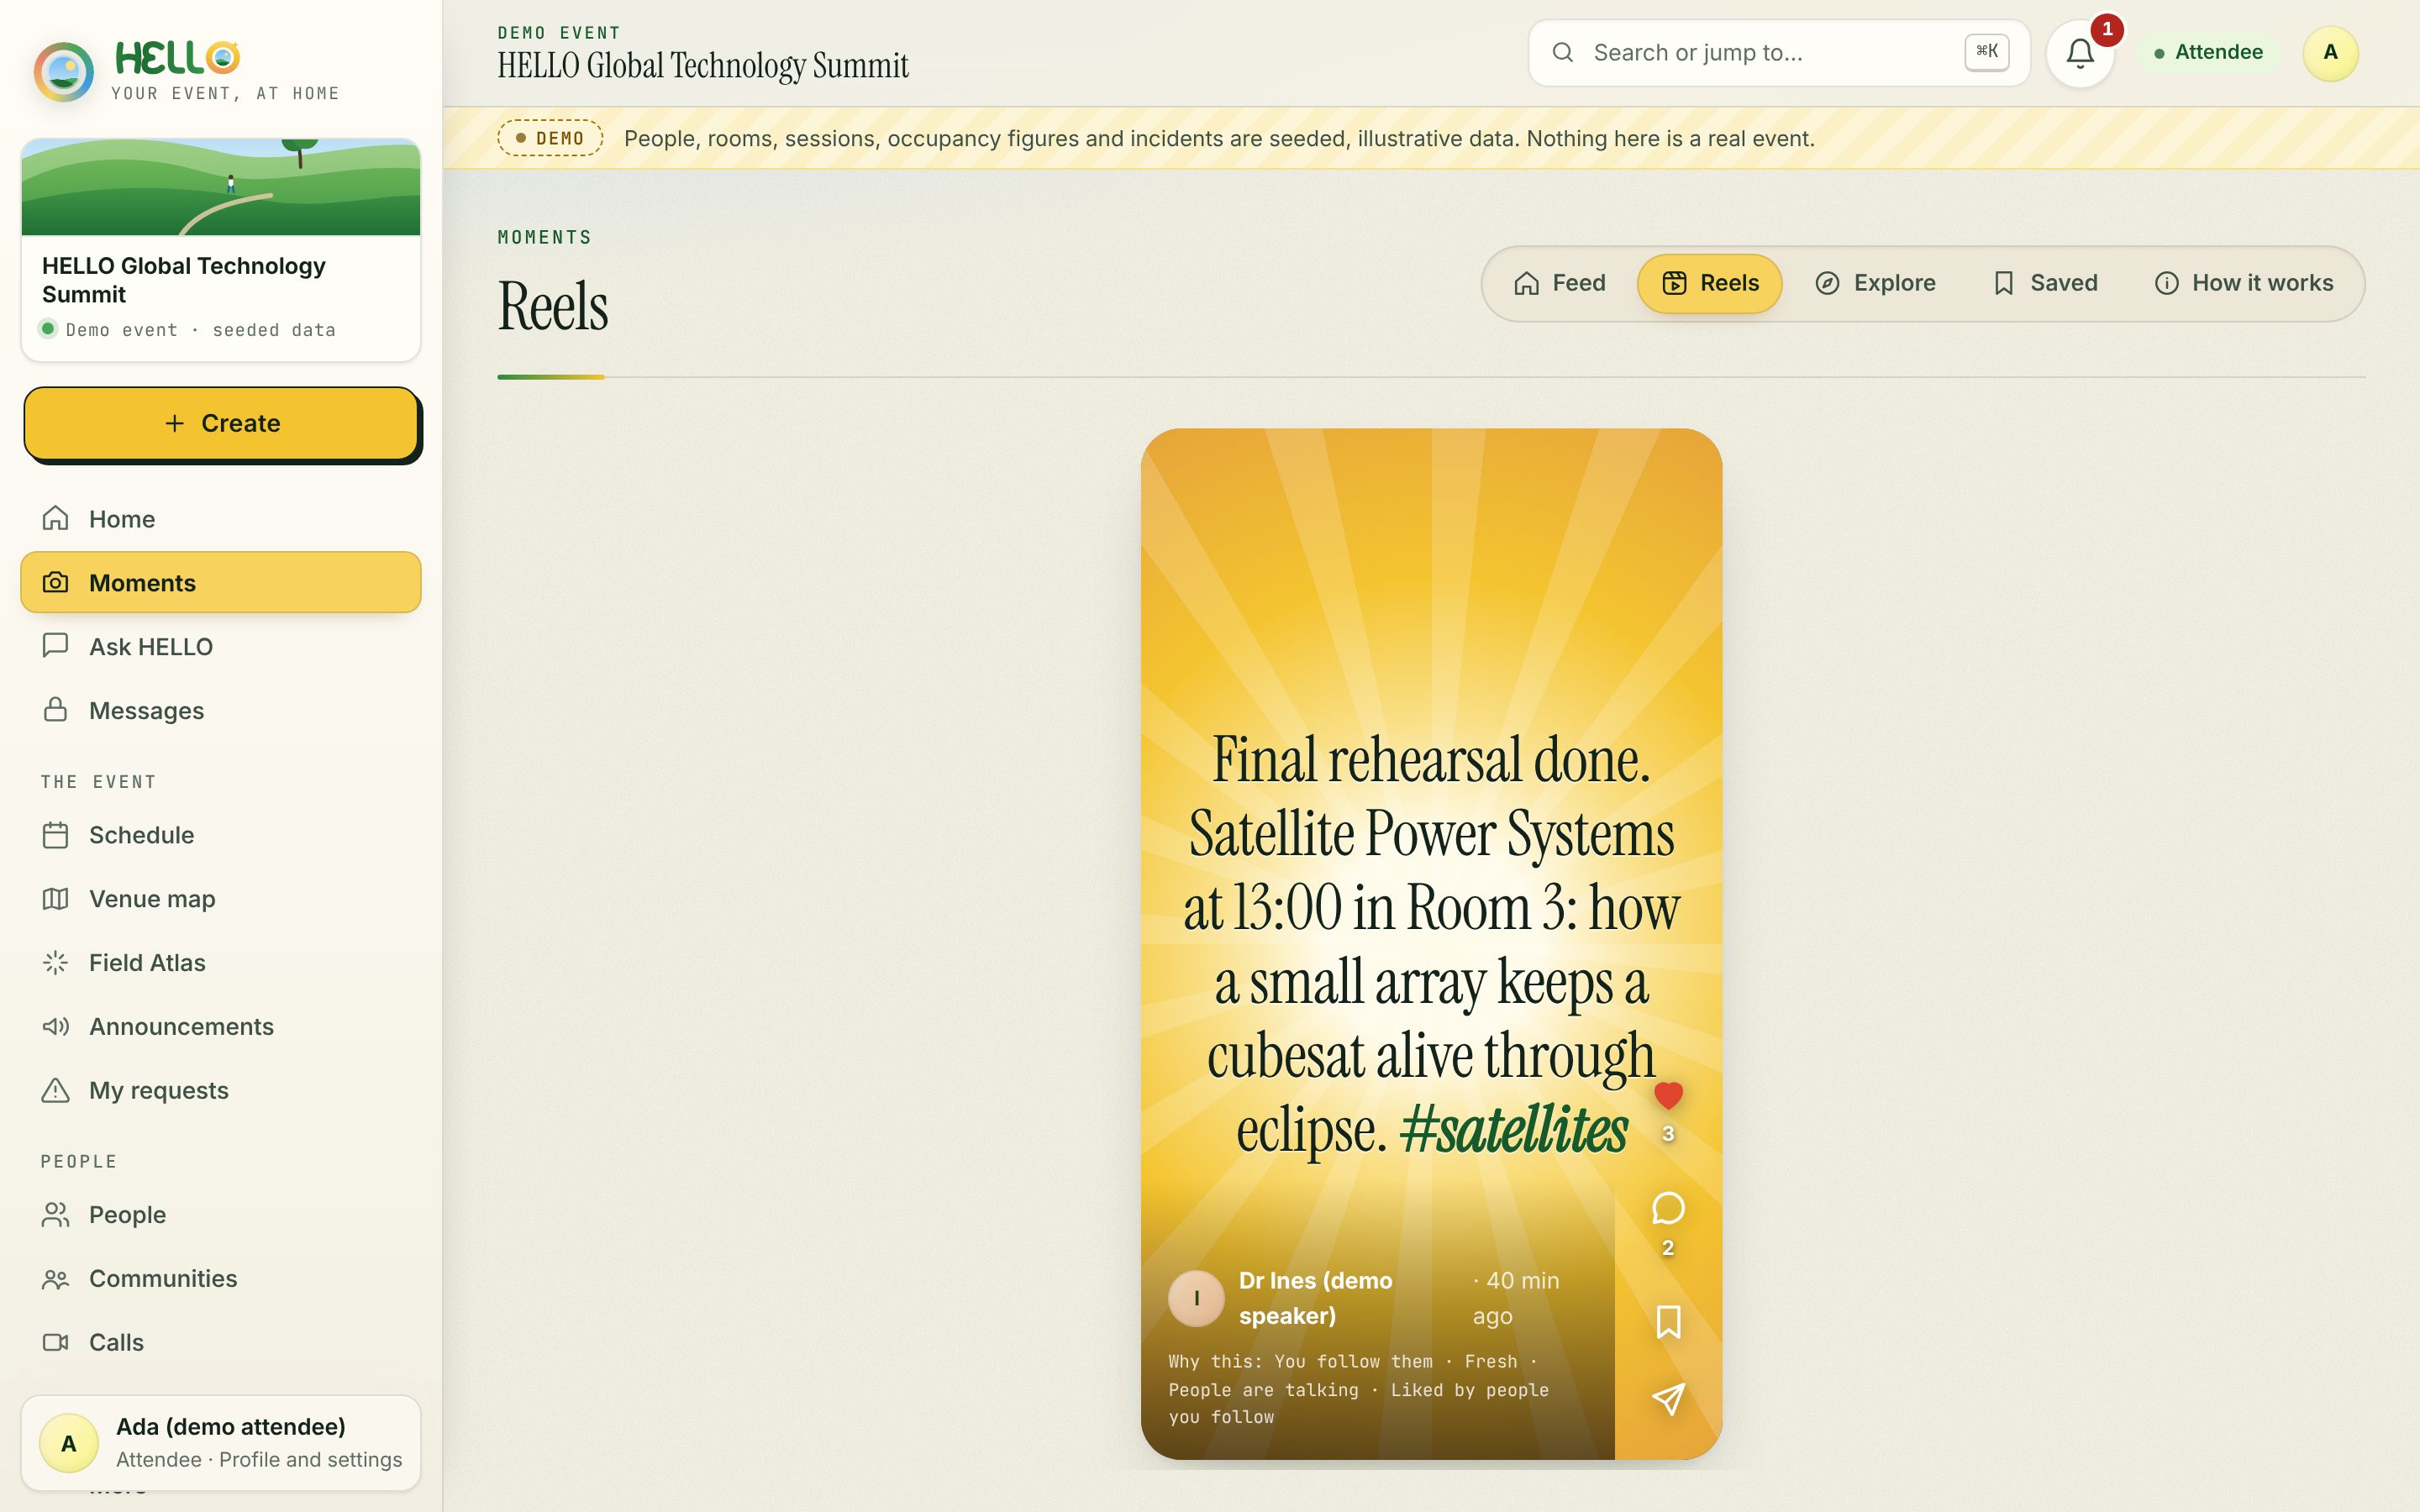 HELLO
YOUR EVENT, AT HOME
HELLO Global Technology
Summit
Demo event · seeded data
Create
Home
Moments
Ask HELLO
Messages
THE EVENT
Schedule
Venue map
Field Atlas
Announcements
My requests
PEOPLE
People
Communities
Calls
A
Ada (demo attendee)
Attendee · Profile and settings
DEMO EVENT
HELLO Global Technology Summit
Search or jump to...
⌘K
1
Attendee
A
DEMO
People, rooms, sessions, occupancy figures and incidents are seeded, illustrative data. Nothing here is a real event.
MOMENTS
Reels
Feed
Reels
Explore
Saved
How it works
Final rehearsal done.
Satellite Power Systems
at 13:00 in Room 3: how
a small array keeps a
cubesat alive through
eclipse. #satellites
3
2
I
Dr Ines (demo
speaker)
· 40 min
ago
Why this: You follow them · Fresh ·
People are talking · Liked by people
you follow